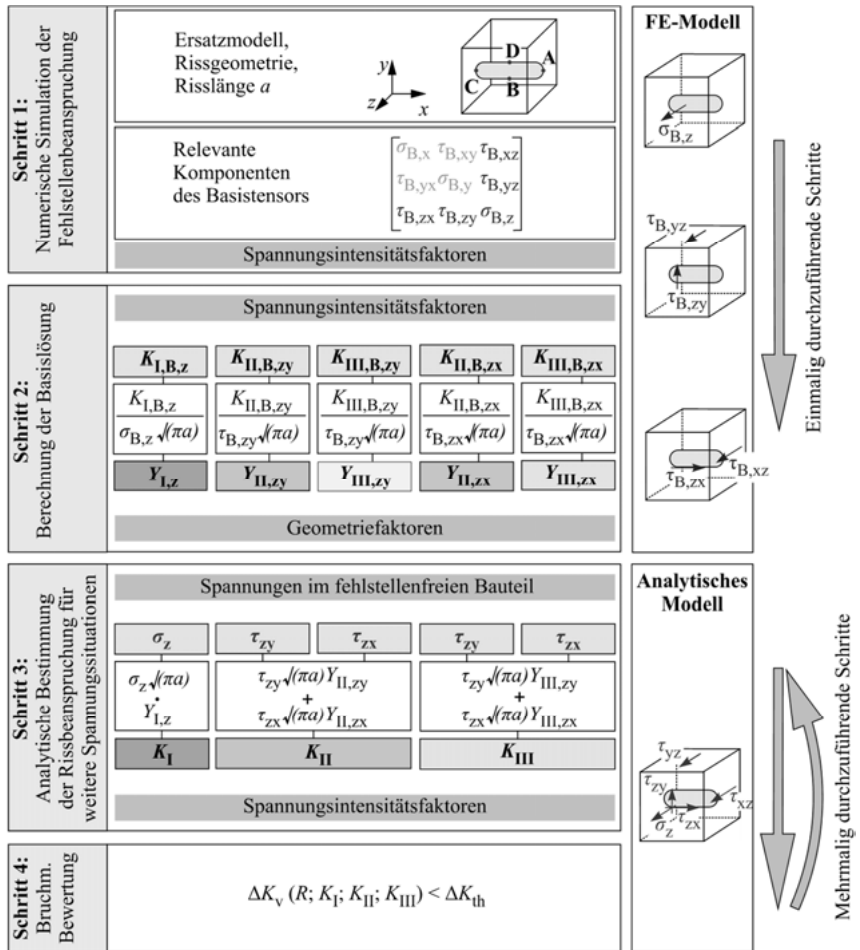 Schritt 1:
Numerische Simulation der
Fehlstellenbeanspruchung
Ersatzmodell,
Rissgeometrie,
Risslänge a
y
z
x
D
A
C
B
Relevante
Komponenten
des Basistensors
σB,x τB,xy τB,xz
τB,yx σB,y τB,yz
τB,zx τB,zy σB,z
Spannungsintensitätsfaktoren
Schritt 2:
Berechnung der Basislösung
Spannungsintensitätsfaktoren
KI,B,z KII,B,zy KIII,B,zy KII,B,zx KIII,B,zx
KI,B,z KII,B,zy KIII,B,zy KII,B,zx KIII,B,zx
σB,z √(πa) τB,zy √(πa) τB,zy √(πa) τB,zx √(πa) τB,zx √(πa)
YI,z YII,zy YIII,zy YII,zx YIII,zx
Geometriefaktoren
Schritt 3:
Analytische Bestimmung
der Rissbeanspruchung für
weitere Spannungssituationen
Spannungen im fehlstellenfreien Bauteil
σz τzy τzx τzy τzx
σz √(πa) τzy √(πa) YII,zy τzy √(πa) YIII,zy
· + +
YI,z τzx √(πa) YII,zx τzx √(πa) YIII,zx
KI KII KIII
Spannungsintensitätsfaktoren
Schritt 4:
Bruchm.
Bewertung
ΔKv (R; KI; KII; KIII) < ΔKth
FE-Modell
σB,z
τB,yz
τB,zy
τB,xz
τB,zx
Einmalig durchzuführende Schritte
Analytisches
Modell
τyz
τzy
τxz
τzx
σz
Mehrmalig durchzuführende Schritte